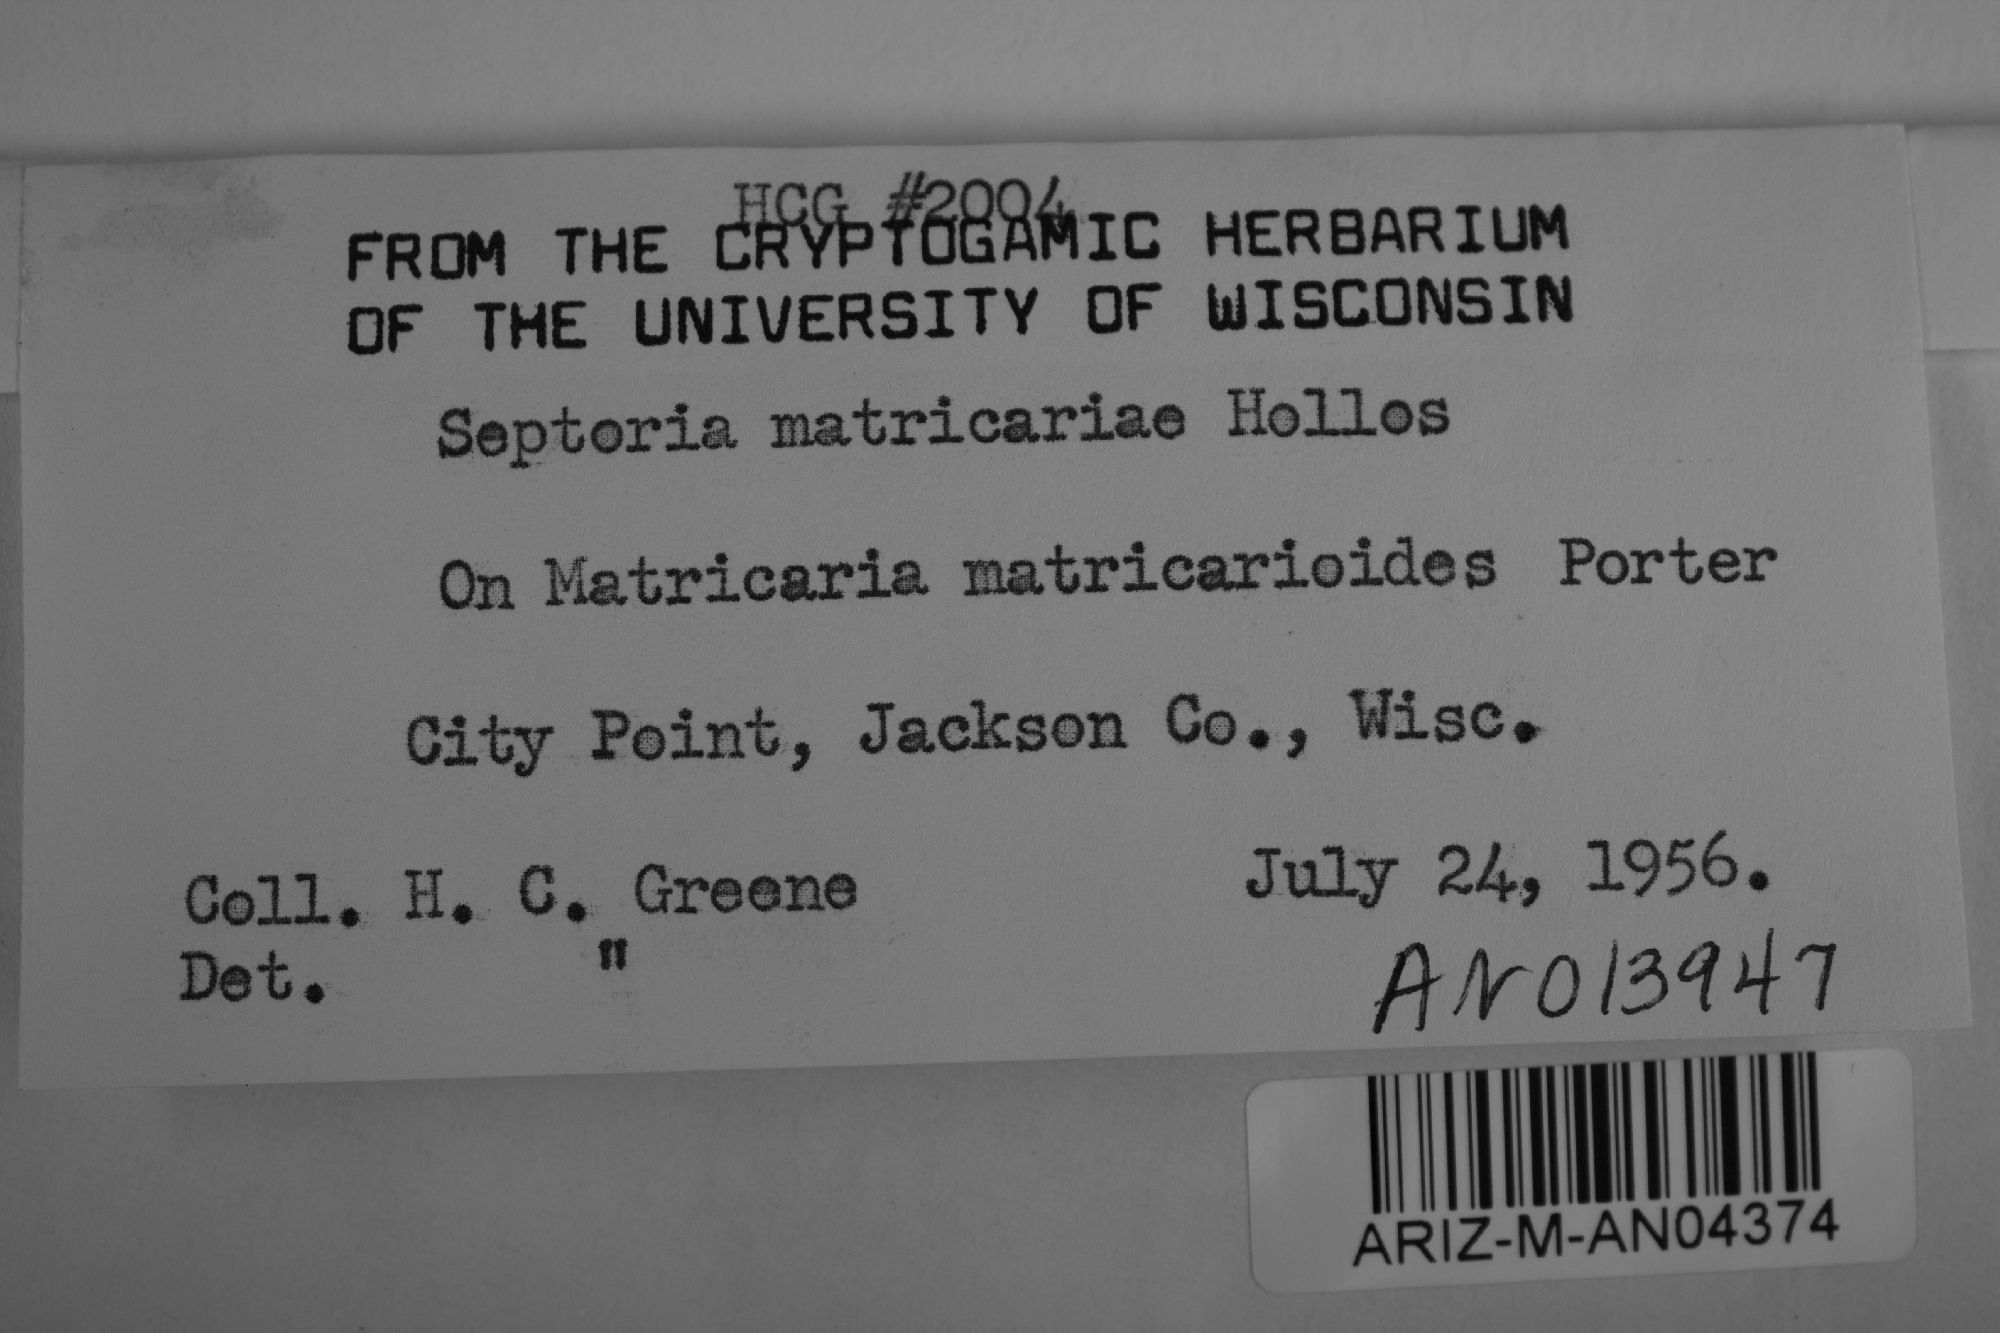 HCG #2004
FROM THE CRYPTOGAMIC HERBARIUM
OF THE UNIVERSITY OF WISCONSIN
Septoria matricariae Hollos
On Matricaria matricarioides Porter
City Point, Jackson Co., Wisc.
Coll. H. C. Greene July 24, 1956.
Det. "
AN013947
ARIZ-M-AN04374